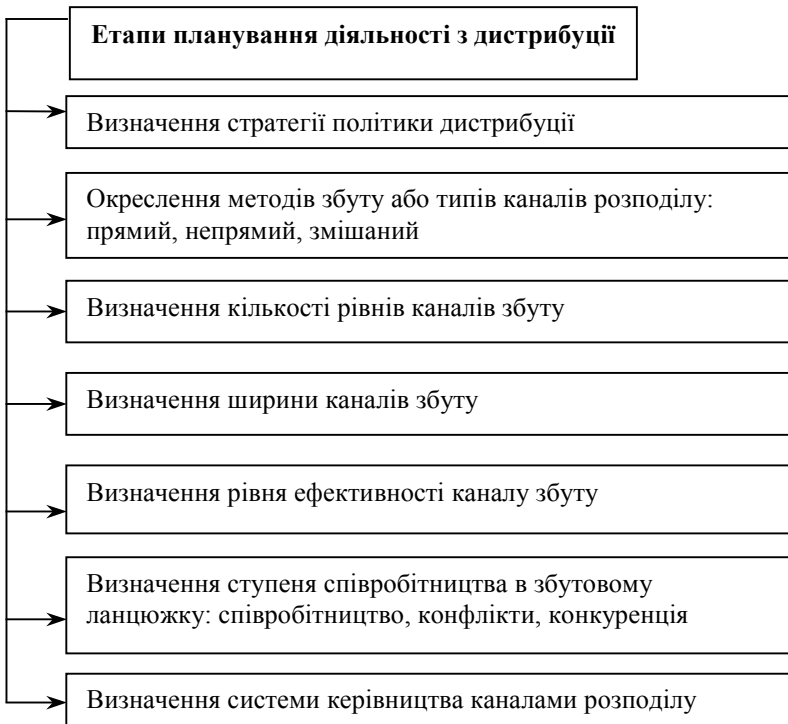 Етапи планування діяльності з дистрибуції
Визначення стратегії політики дистрибуції
Окреслення методів збуту або типів каналів розподілу:
прямий, непрямий, змішаний
Визначення кількості рівнів каналів збуту
Визначення ширини каналів збуту
Визначення рівня ефективності каналу збуту
Визначення ступеня співробітництва в збутовому
ланцюжку: співробітництво, конфлікти, конкуренція
Визначення системи керівництва каналами розподілу